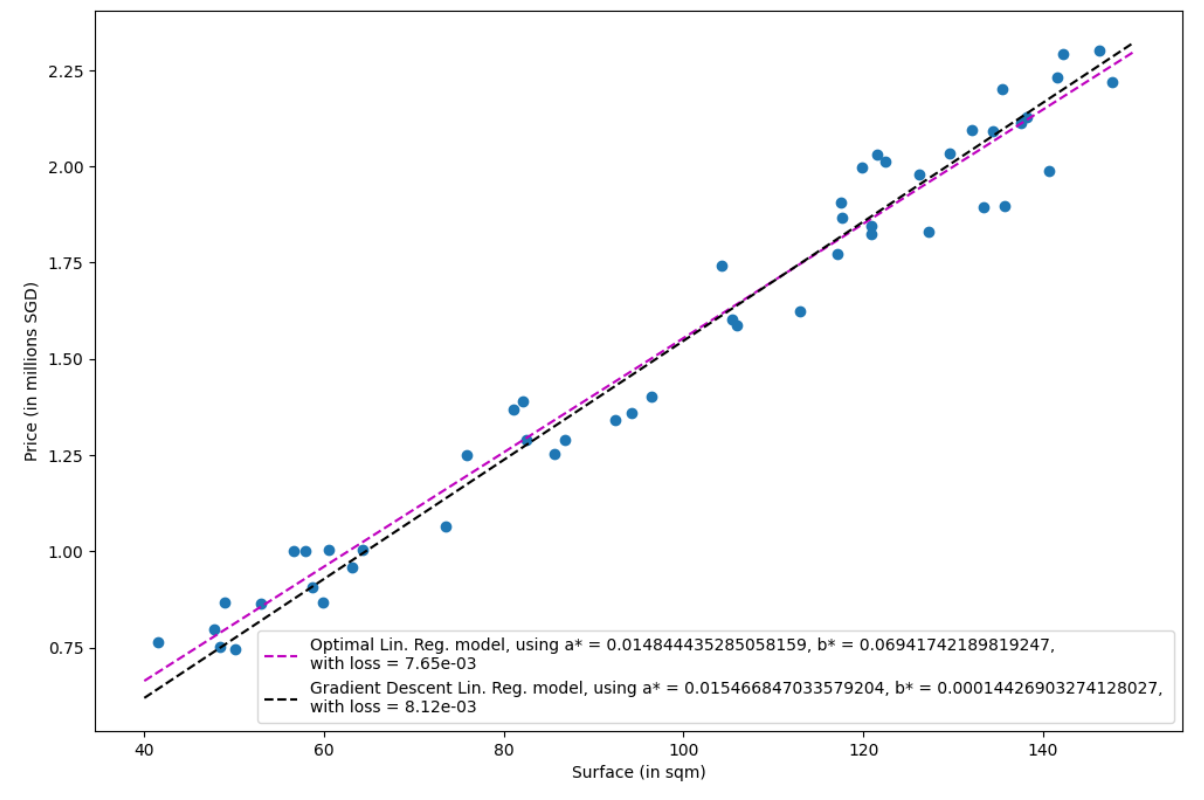 2.25
2.00
1.75
1.50
1.25
1.00
0.75
Price (in millions SGD)
Optimal Lin. Reg. model, using a* = 0.014844435285058159, b* = 0.06941742189819247,
with loss = 7.65e-03
Gradient Descent Lin. Reg. model, using a* = 0.015466847033579204, b* = 0.00014426903274128027,
with loss = 8.12e-03
40 60 80 100 120 140
Surface (in sqm)